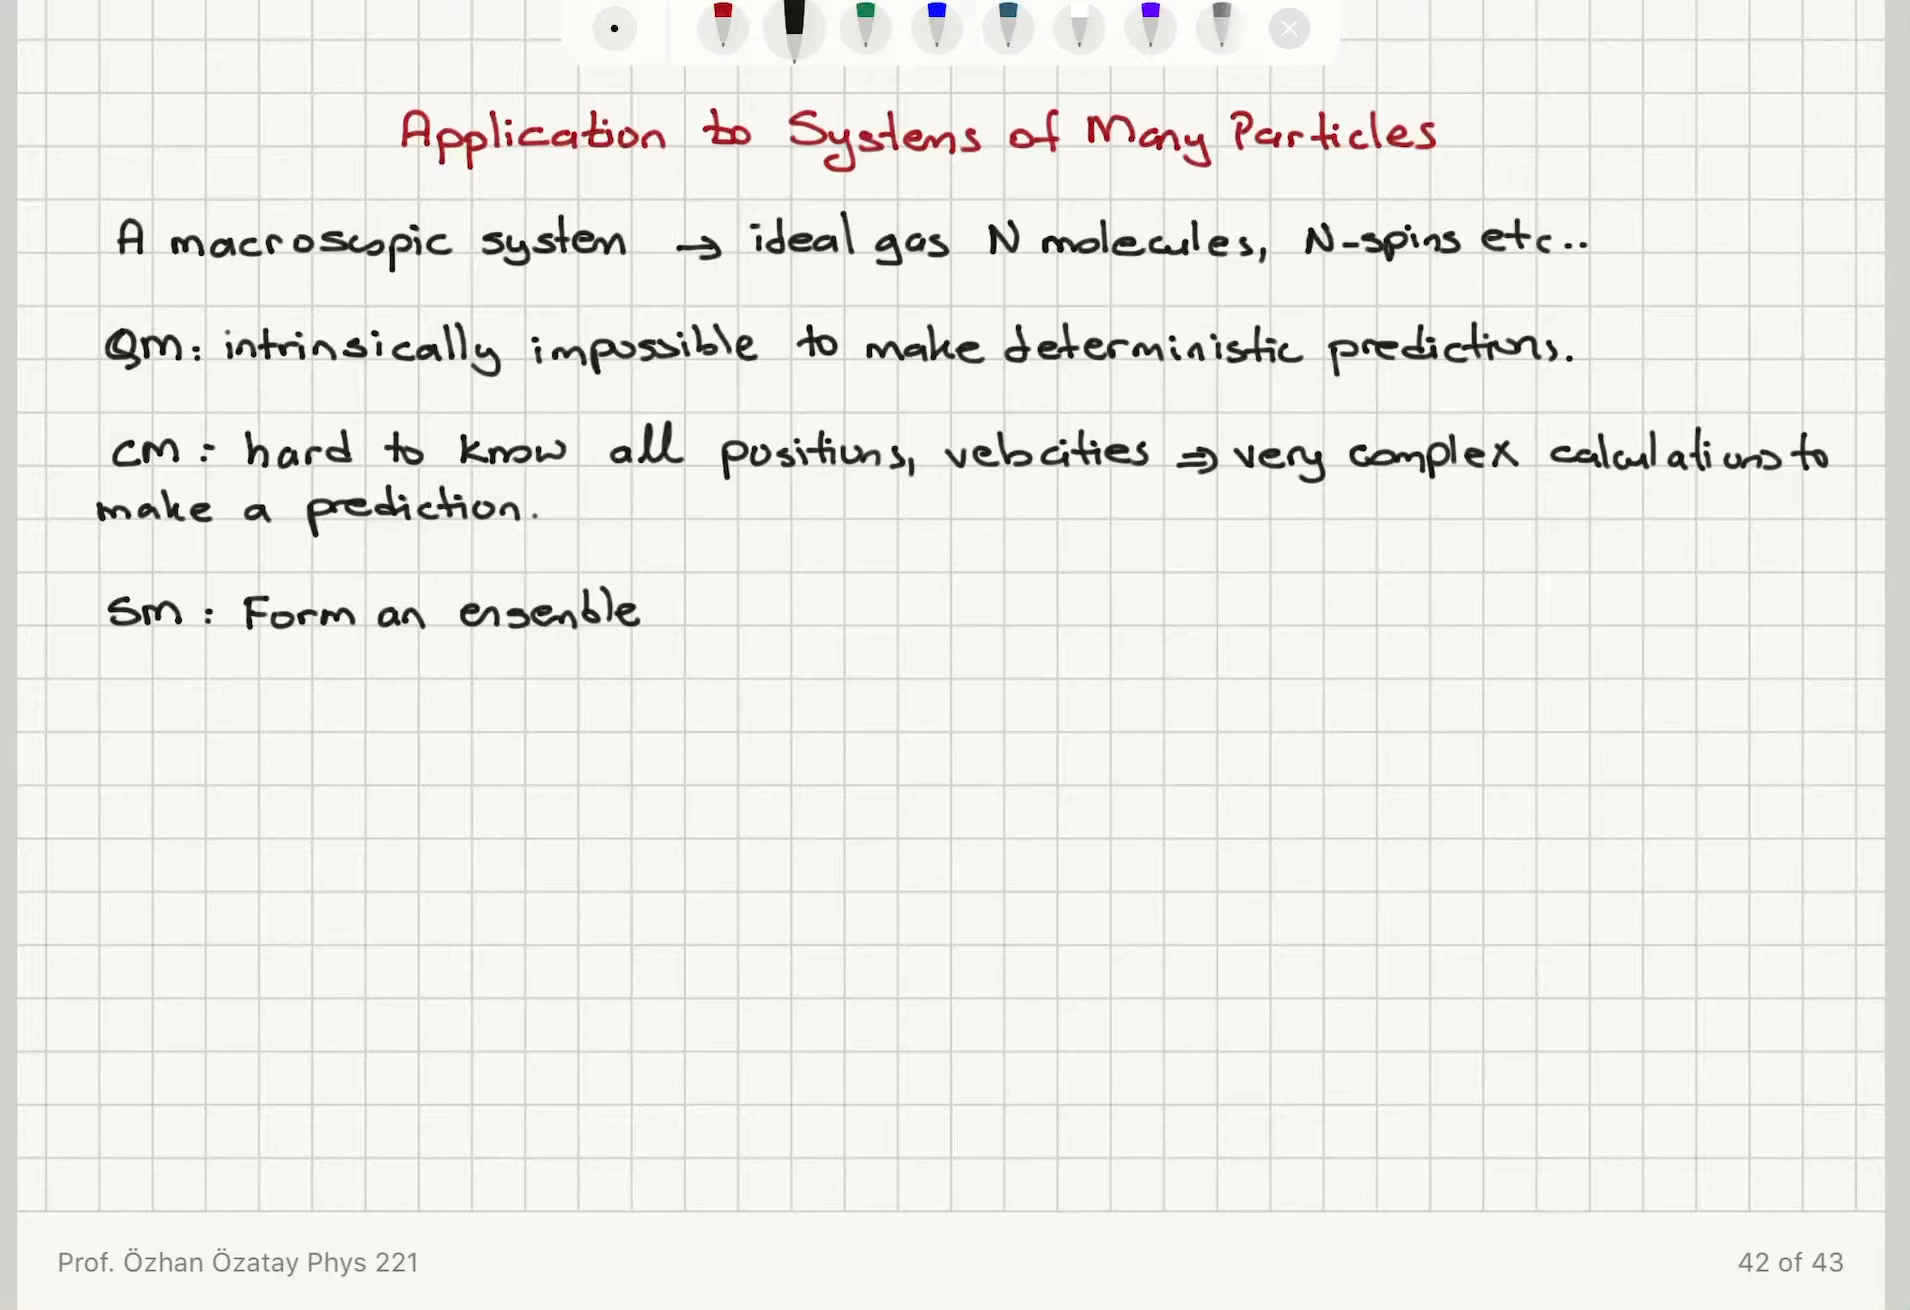 Application to Systems of Many Particles
A macroscopic system → ideal gas N molecules, N-spins etc..
QM: intrinsically impossible to make deterministic predictions.
CM: hard to know all positions, velocities ⇒ very complex calculations to
make a prediction.
SM: Form an ensemble
Prof. Özhan Özatay Phys 221
42 of 43